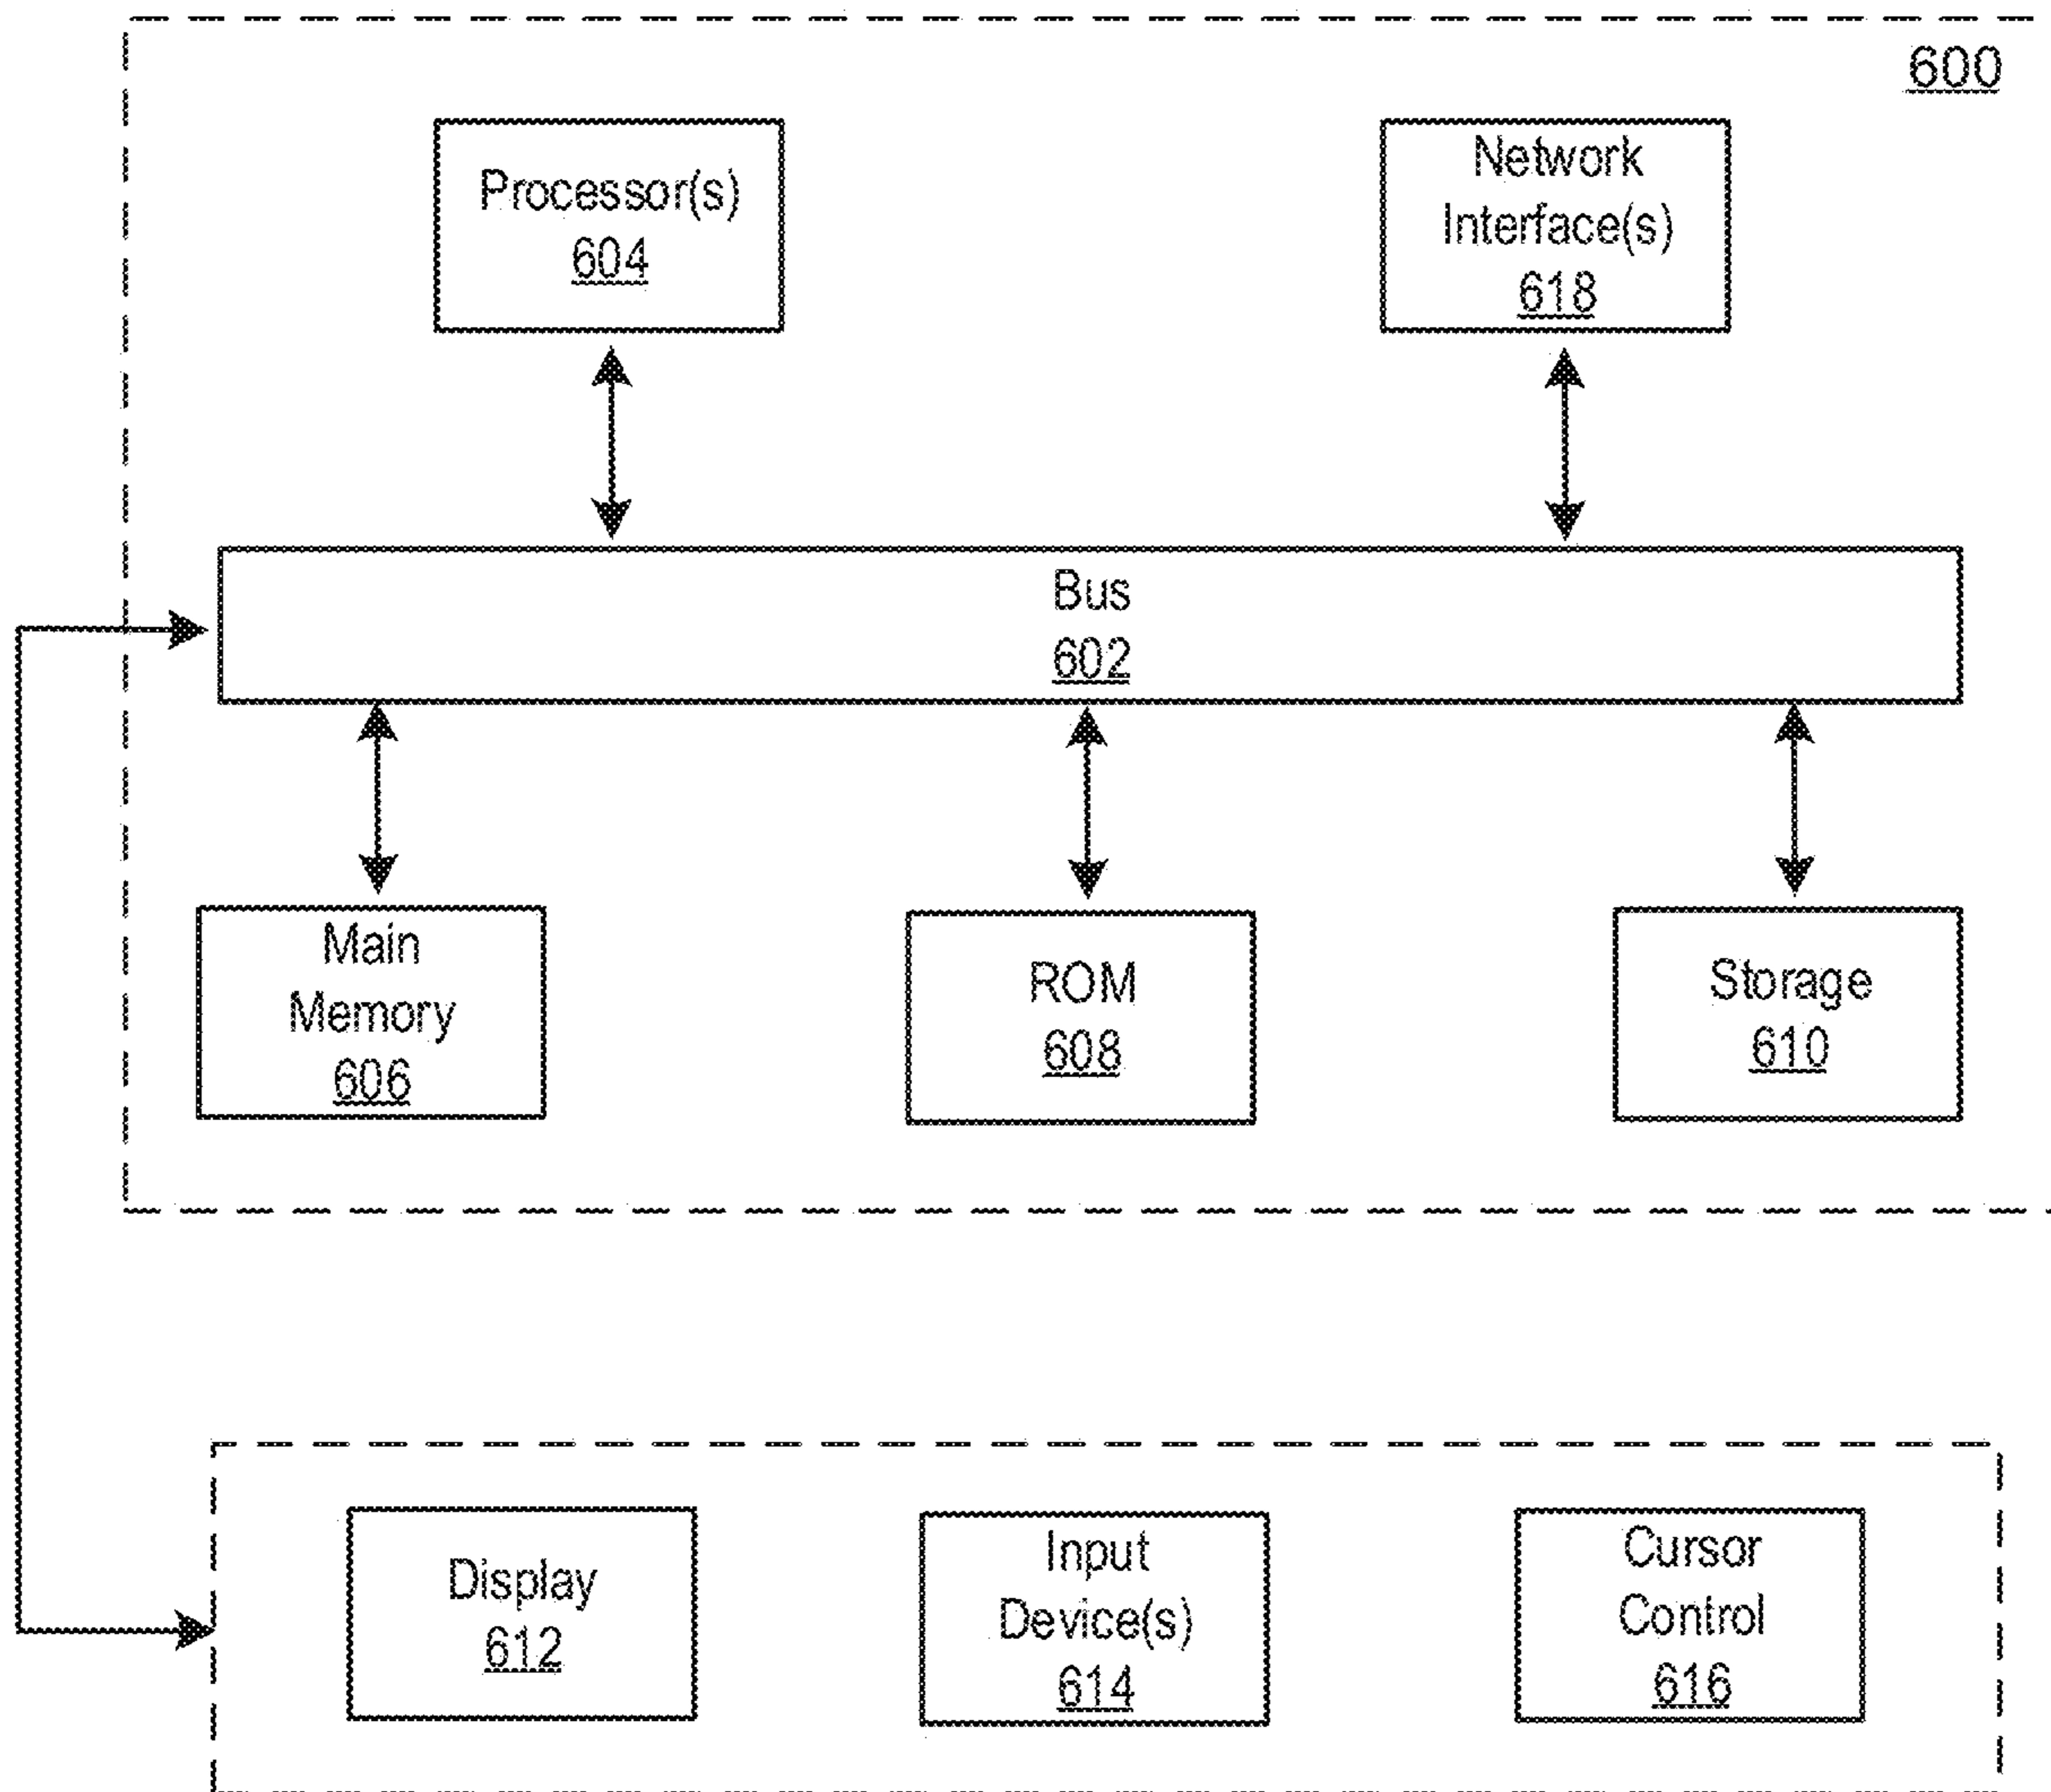 600
Processor(s)
604
Network
Interface(s)
618
Bus
602
Main
Memory
606
ROM
608
Storage
610
Display
612
Input
Device(s)
614
Cursor
Control
616